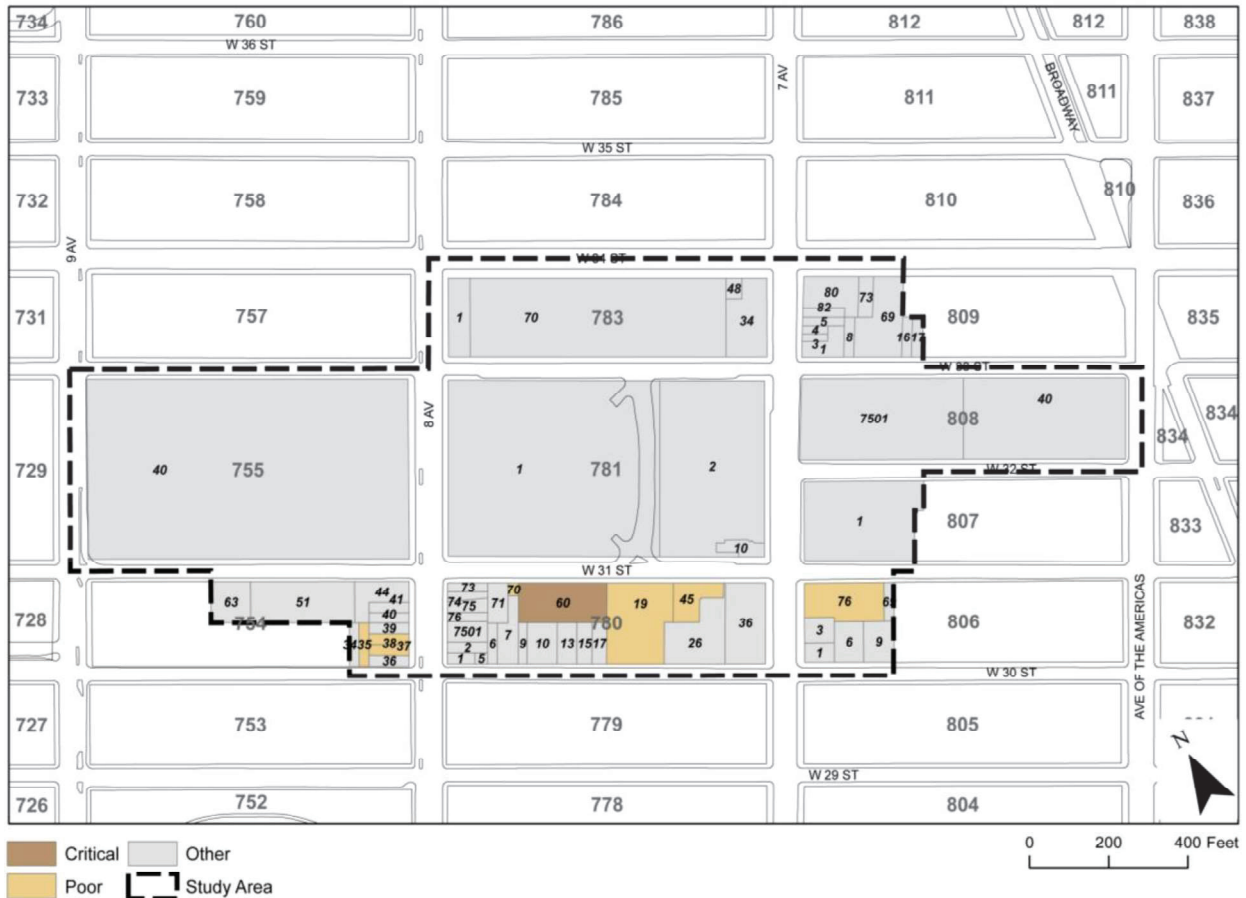 734 760 786 812 812 838
W 36 ST
733 759 785 7 AV 811 BROADWAY 811 837
W 35 ST
732 758 784 810 810 836
9 AV
W 34 ST
731 757 1 70 783 48 34 80 73 82 5 4 3 1 8 69 16 17 809 835
W 33 ST
729 40 755 8 AV 1 781 2 10 7501 808 40 834 834
W 32 ST
1 807 833
W 31 ST
728 63 51 44 41 40 39 38 37 36 35 34 754
73 74 75 76 7501 2 1 5 71 6 7 70 9 60 10 13 15 17 780 19 45 26 36
76 3 1 6 9 806 832
W 30 ST
AVE OF THE AMERICAS
727 753 779 805
W 29 ST
726 752 778 804
N
Critical Other
Poor Study Area
0 200 400 Feet